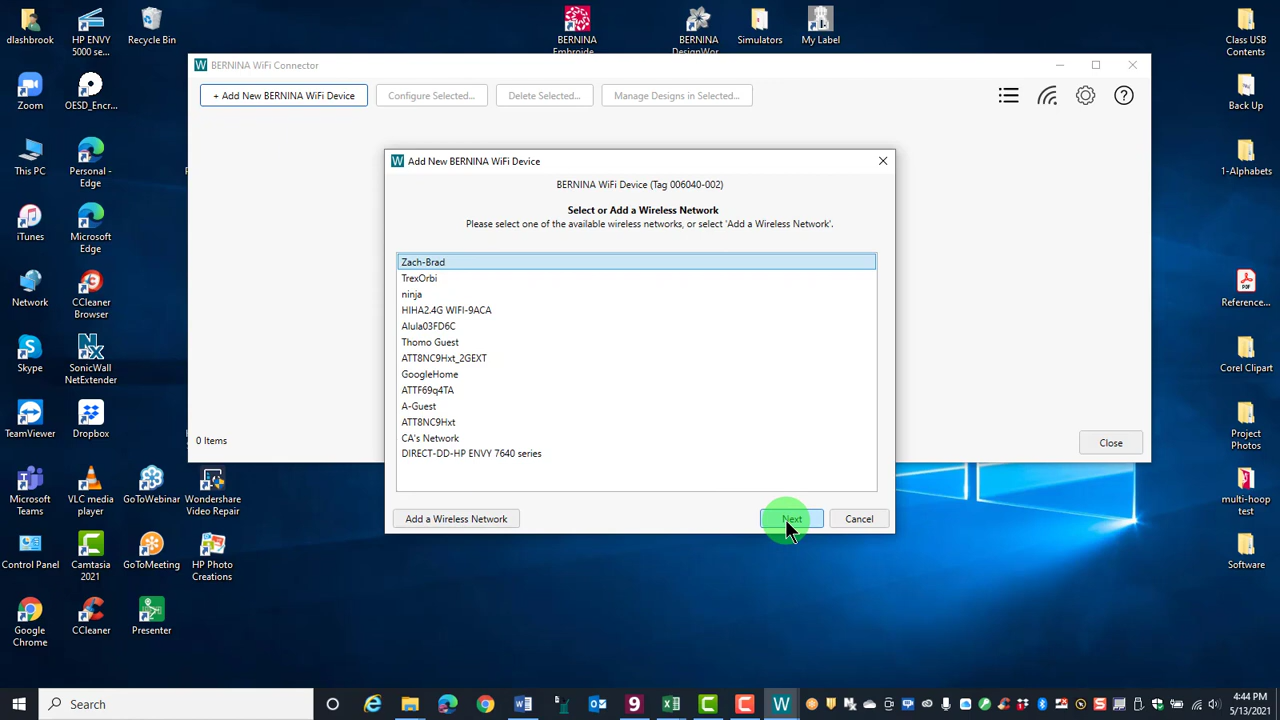 dlashbrook
HP ENVY
5000 se...
Recycle Bin
BERNINA
Embroide...
BERNINA
DesignWor...
Simulators
My Label
Class USB
Contents
W BERNINA WiFi Connector
+ Add New BERNINA WiFi Device
Configure Selected...
Delete Selected...
Manage Designs in Selected...
Zoom
OESD_Encr...
Back Up
W Add New BERNINA WiFi Device
BERNINA WiFi Device (Tag 006040-002)
Select or Add a Wireless Network
Please select one of the available wireless networks, or select 'Add a Wireless Network'.
This PC
Personal -
Edge
1-Alphabets
iTunes
Microsoft
Edge
Zach-Brad
TrexOrbi
ninja
HIHA2.4G WIFI-9ACA
Alula03FD6C
Thomo Guest
ATT8NC9Hxt_2GEXT
GoogleHome
ATTF69q4TA
A-Guest
ATT8NC9Hxt
CA's Network
DIRECT-DD-HP ENVY 7640 series
Network
CCleaner
Browser
PDF
Reference...
Skype
SonicWall
NetExtender
Corel Clipart
TeamViewer
Dropbox
0 Items
Close
Project
Photos
Microsoft
Teams
VLC media
player
GoToWebinar
Wondershare
Video Repair
multi-hoop
test
Add a Wireless Network
Next
Cancel
Control Panel
Camtasia
2021
GoToMeeting
HP Photo
Creations
Software
Google
Chrome
CCleaner
Presenter
Search
9
W
4:44 PM
5/13/2021